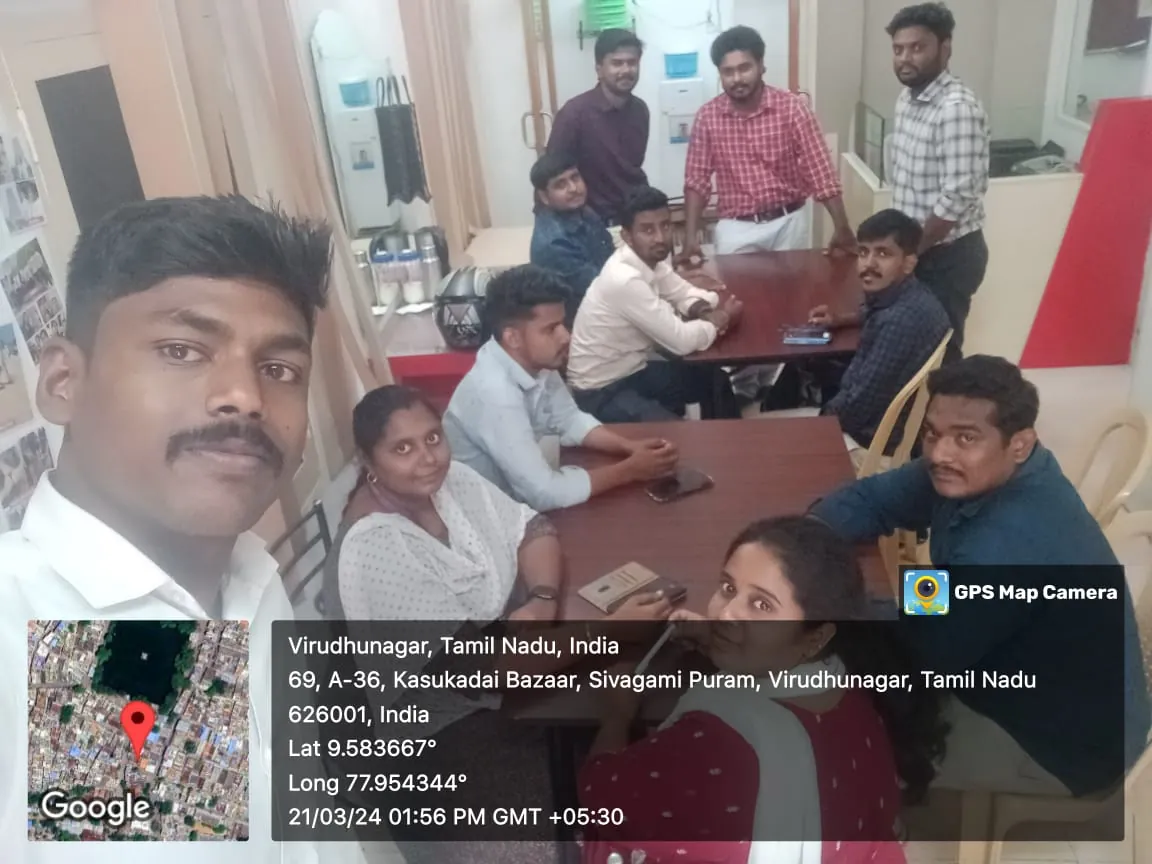 GPS Map Camera
Virudhunagar, Tamil Nadu, India
69, A-36, Kasukadai Bazaar, Sivagami Puram, Virudhunagar, Tamil Nadu
626001, India
Lat 9.583667°
Long 77.954344°
21/03/24 01:56 PM GMT +05:30
Google